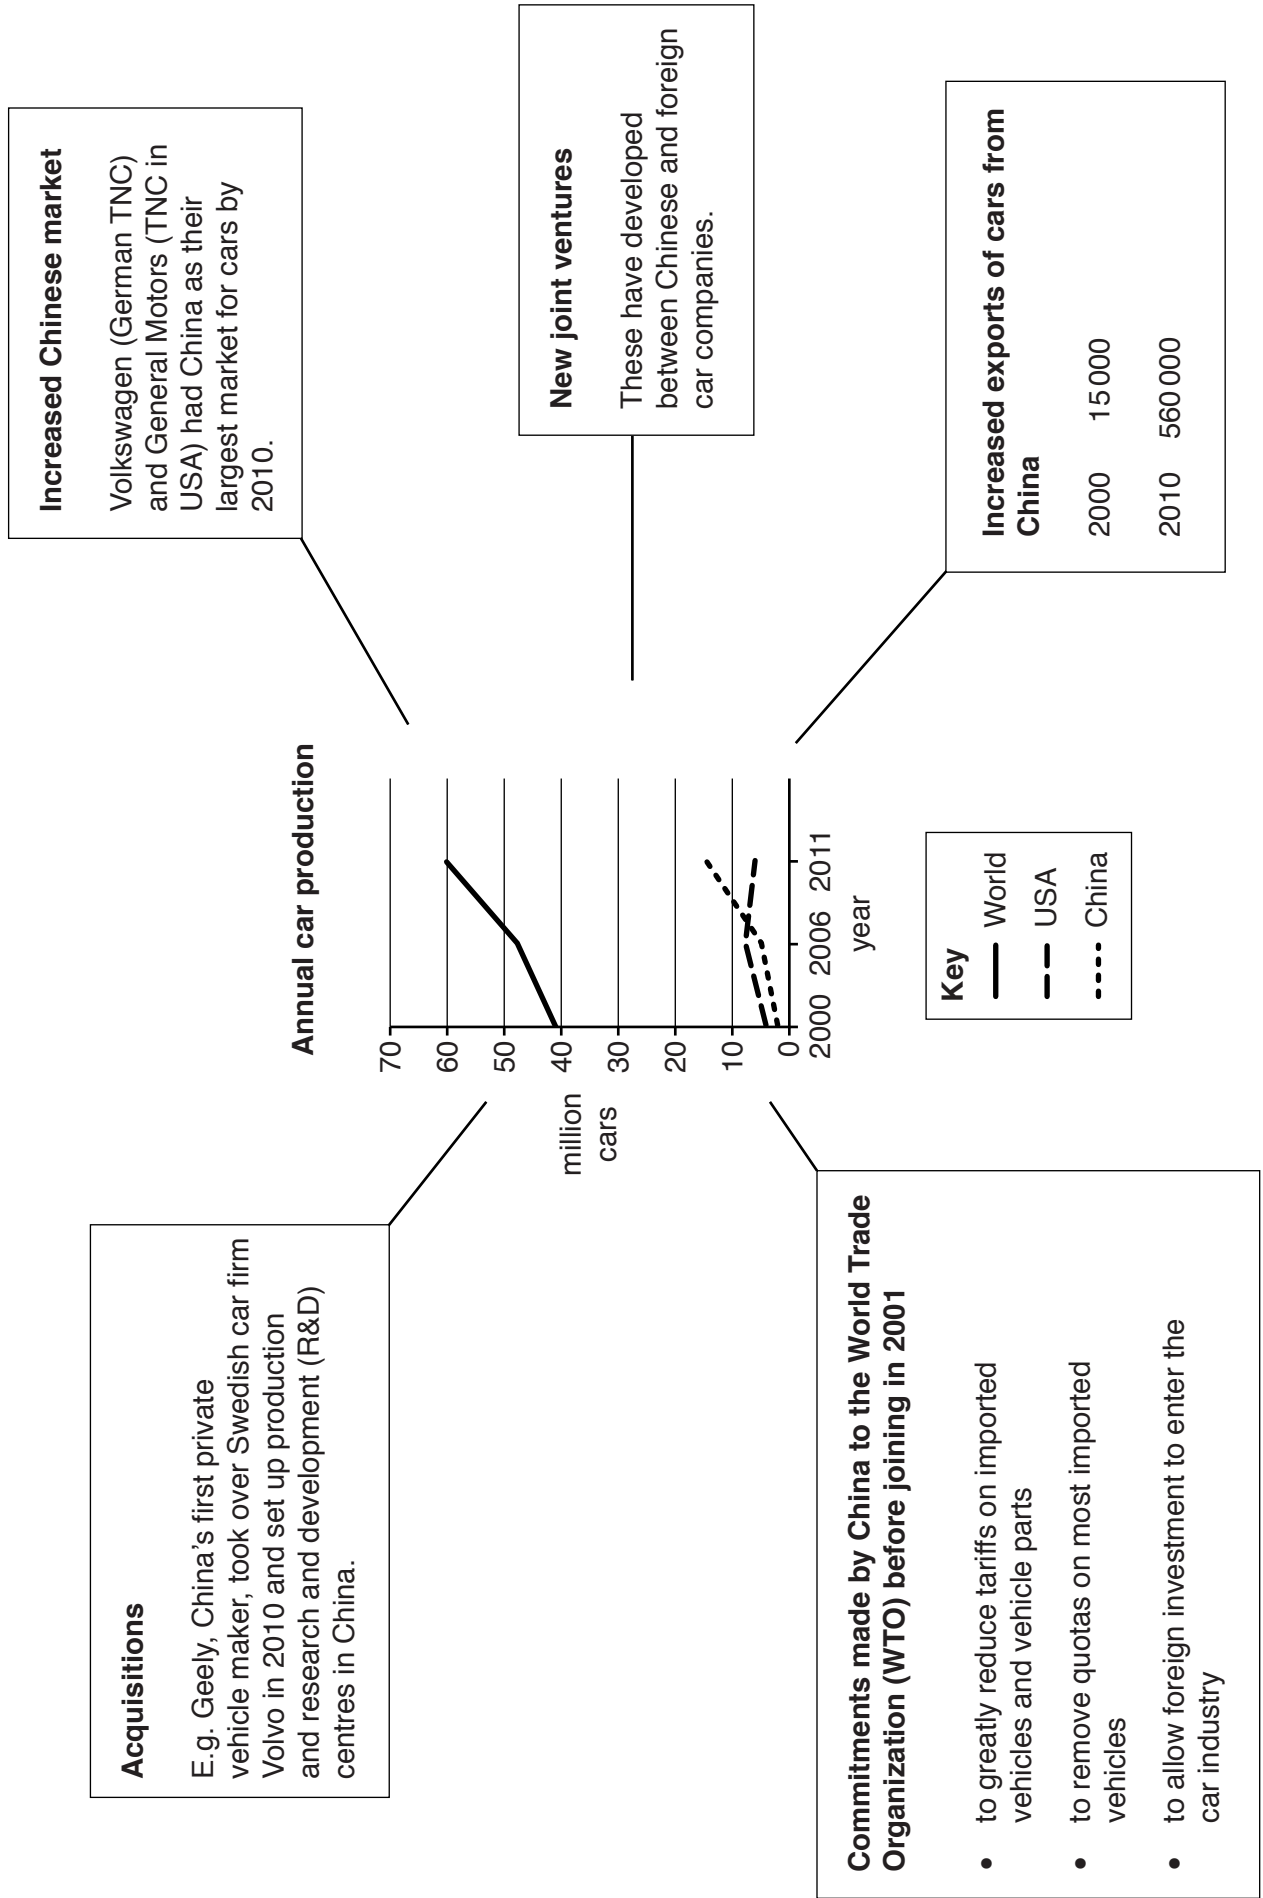 Acquisitions
E.g. Geely, China's first private
vehicle maker, took over Swedish car firm
Volvo in 2010 and set up production
and research and development (R&D)
centres in China.
Increased Chinese market
Volkswagen (German TNC)
and General Motors (TNC in
USA) had China as their
largest market for cars by
2010.
Annual car production
70
60
50
40
30
20
10
0
million
cars
2000 2006 2011
year
New joint ventures
These have developed
between Chinese and foreign
car companies.
Commitments made by China to the World Trade
Organization (WTO) before joining in 2001
• to greatly reduce tariffs on imported
vehicles and vehicle parts
• to remove quotas on most imported
vehicles
• to allow foreign investment to enter the
car industry
Key
World
USA
China
Increased exports of cars from
China
2000 15 000
2010 560 000